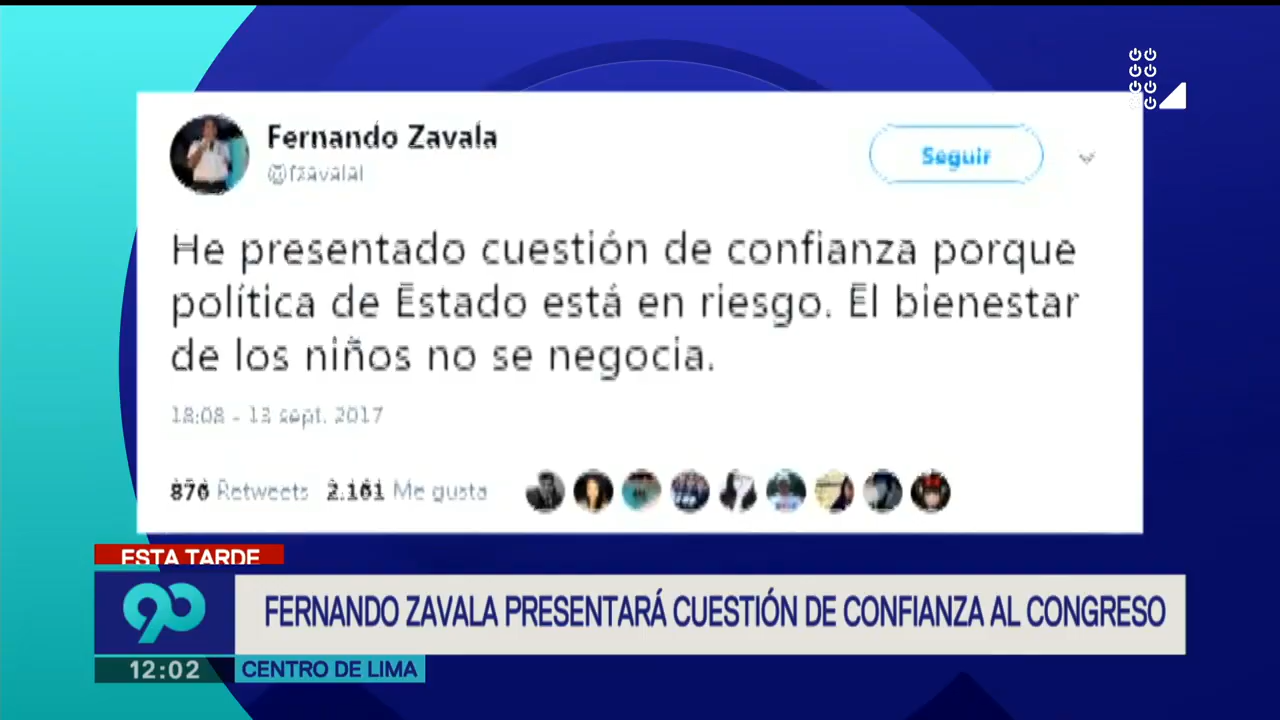 Fernando Zavala
@fzavalal
Seguir
He presentado cuestión de confianza porque
política de Estado está en riesgo. El bienestar
de los niños no se negocia.
18:08 - 13 sept. 2017
876 Retweets 2.161 Me gusta
ESTA TARDE
90
FERNANDO ZAVALA PRESENTARÁ CUESTIÓN DE CONFIANZA AL CONGRESO
12:02 CENTRO DE LIMA